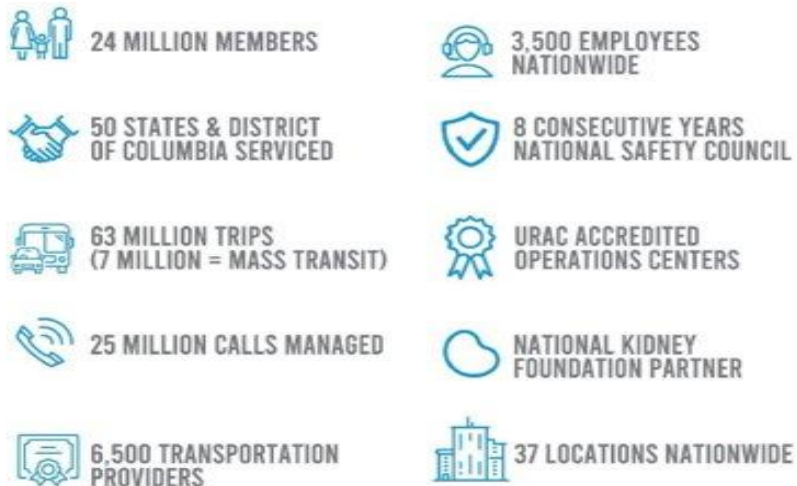 24 MILLION MEMBERS
50 STATES & DISTRICT
OF COLUMBIA SERVICED
63 MILLION TRIPS
(7 MILLION = MASS TRANSIT)
25 MILLION CALLS MANAGED
6,500 TRANSPORTATION
PROVIDERS
3,500 EMPLOYEES
NATIONWIDE
8 CONSECUTIVE YEARS
NATIONAL SAFETY COUNCIL
URAC ACCREDITED
OPERATIONS CENTERS
NATIONAL KIDNEY
FOUNDATION PARTNER
37 LOCATIONS NATIONWIDE